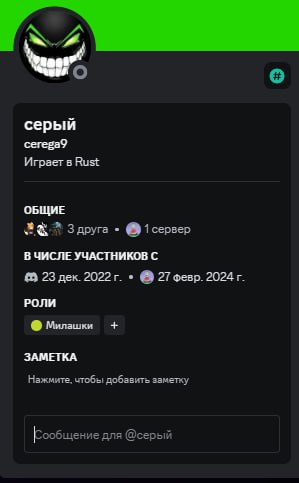 серый
cerega9
Играет в Rust
ОБЩИЕ
3 друга • 1 сервер
В ЧИСЛЕ УЧАСТНИКОВ С
23 дек. 2022 г. • 27 февр. 2024 г.
РОЛИ
Милашки +
ЗАМЕТКА
Нажмите, чтобы добавить заметку
Сообщение для @серый